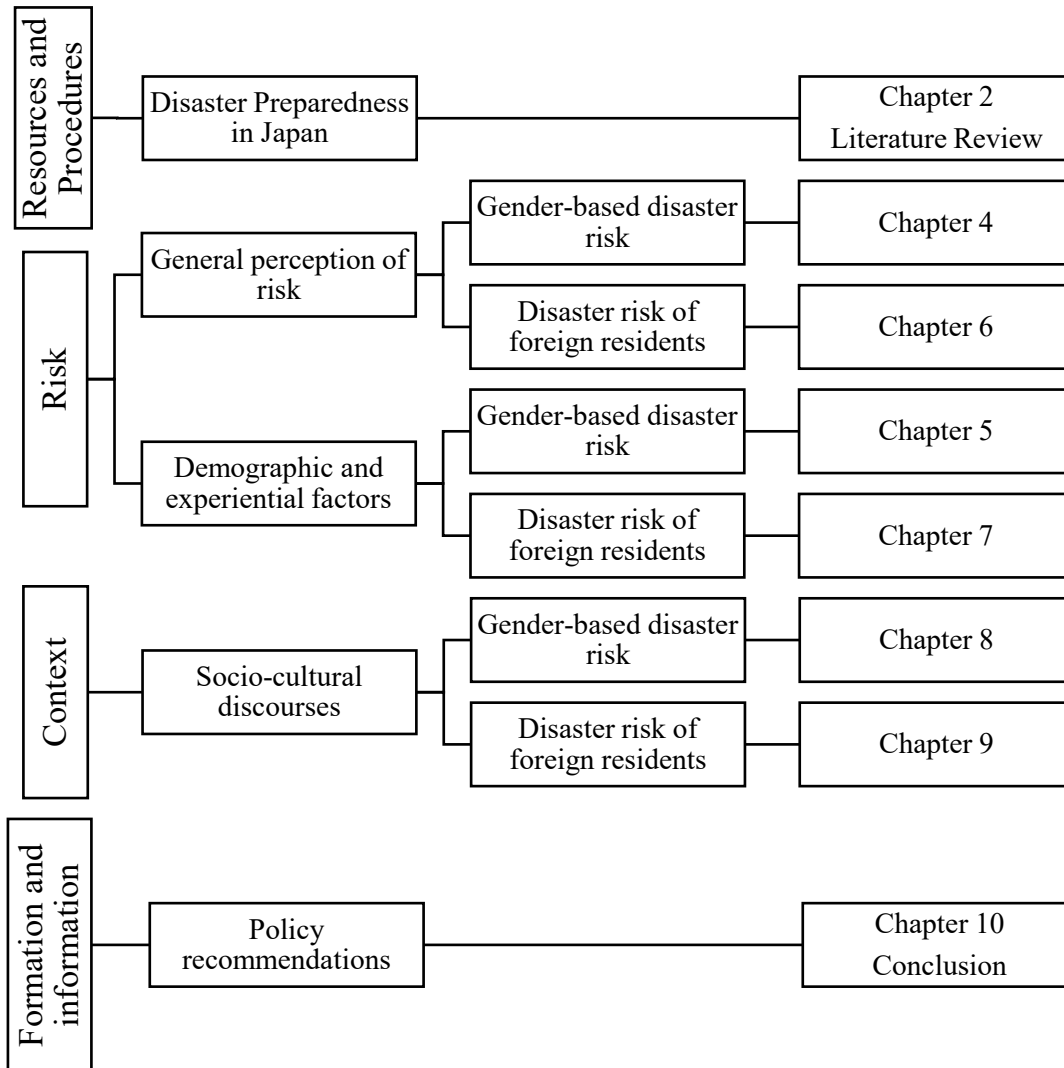 Resources and
Procedures
Disaster Preparedness
in Japan
Chapter 2
Literature Review
Risk
General perception of
risk
Gender-based disaster
risk
Chapter 4
Disaster risk of
foreign residents
Chapter 6
Demographic and
experiential factors
Gender-based disaster
risk
Chapter 5
Disaster risk of
foreign residents
Chapter 7
Context
Socio-cultural
discourses
Gender-based disaster
risk
Chapter 8
Disaster risk of
foreign residents
Chapter 9
Formation and
information
Policy
recommendations
Chapter 10
Conclusion